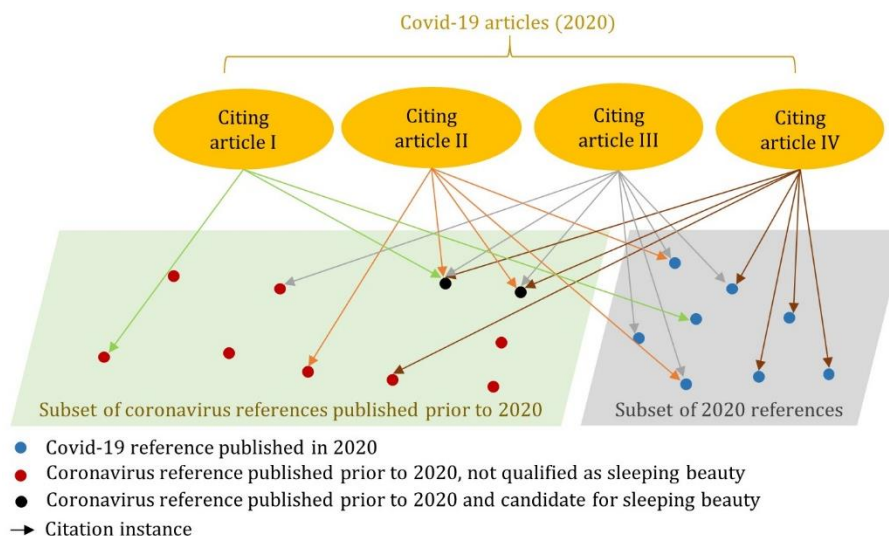 Covid-19 articles (2020)
Citing
article I
Citing
article II
Citing
article III
Citing
article IV
Subset of coronavirus references published prior to 2020
Subset of 2020 references
Covid-19 reference published in 2020
Coronavirus reference published prior to 2020, not qualified as sleeping beauty
Coronavirus reference published prior to 2020 and candidate for sleeping beauty
Citation instance